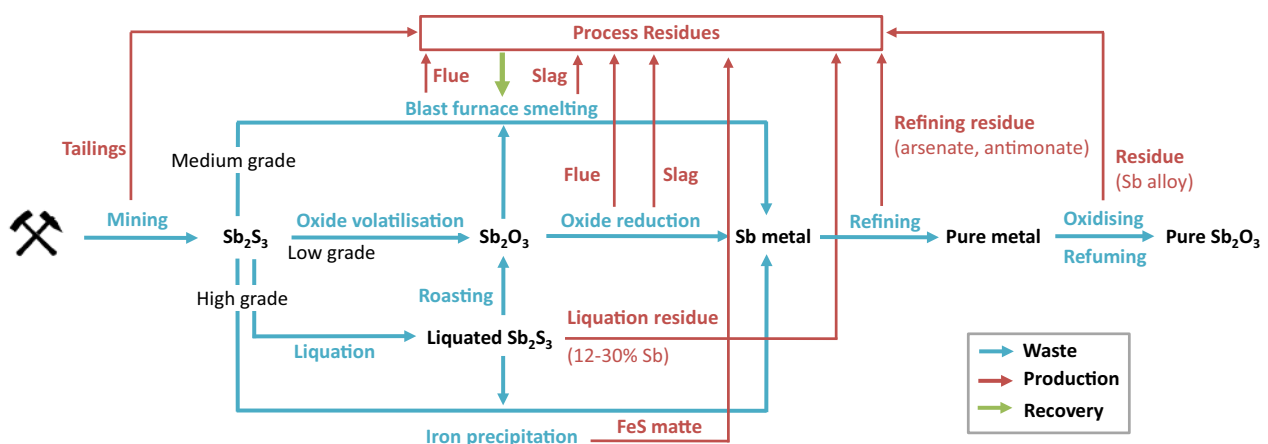 Process Residues
Flue
Slag
Blast furnace smelting
Tailings
Medium grade
Refining residue
(arsenate, antimonate)
Flue
Slag
Residue
(Sb alloy)
Mining
Oxide volatilisation
Oxide reduction
Refining
Oxidising
Sb₂S₃
Low grade
Sb₂O₃
Sb metal
Pure metal
Pure Sb₂O₃
Refuming
High grade
Roasting
Liquation residue
Liquation
Liquated Sb₂S₃
(12-30% Sb)
Waste
Production
Recovery
Iron precipitation
FeS matte